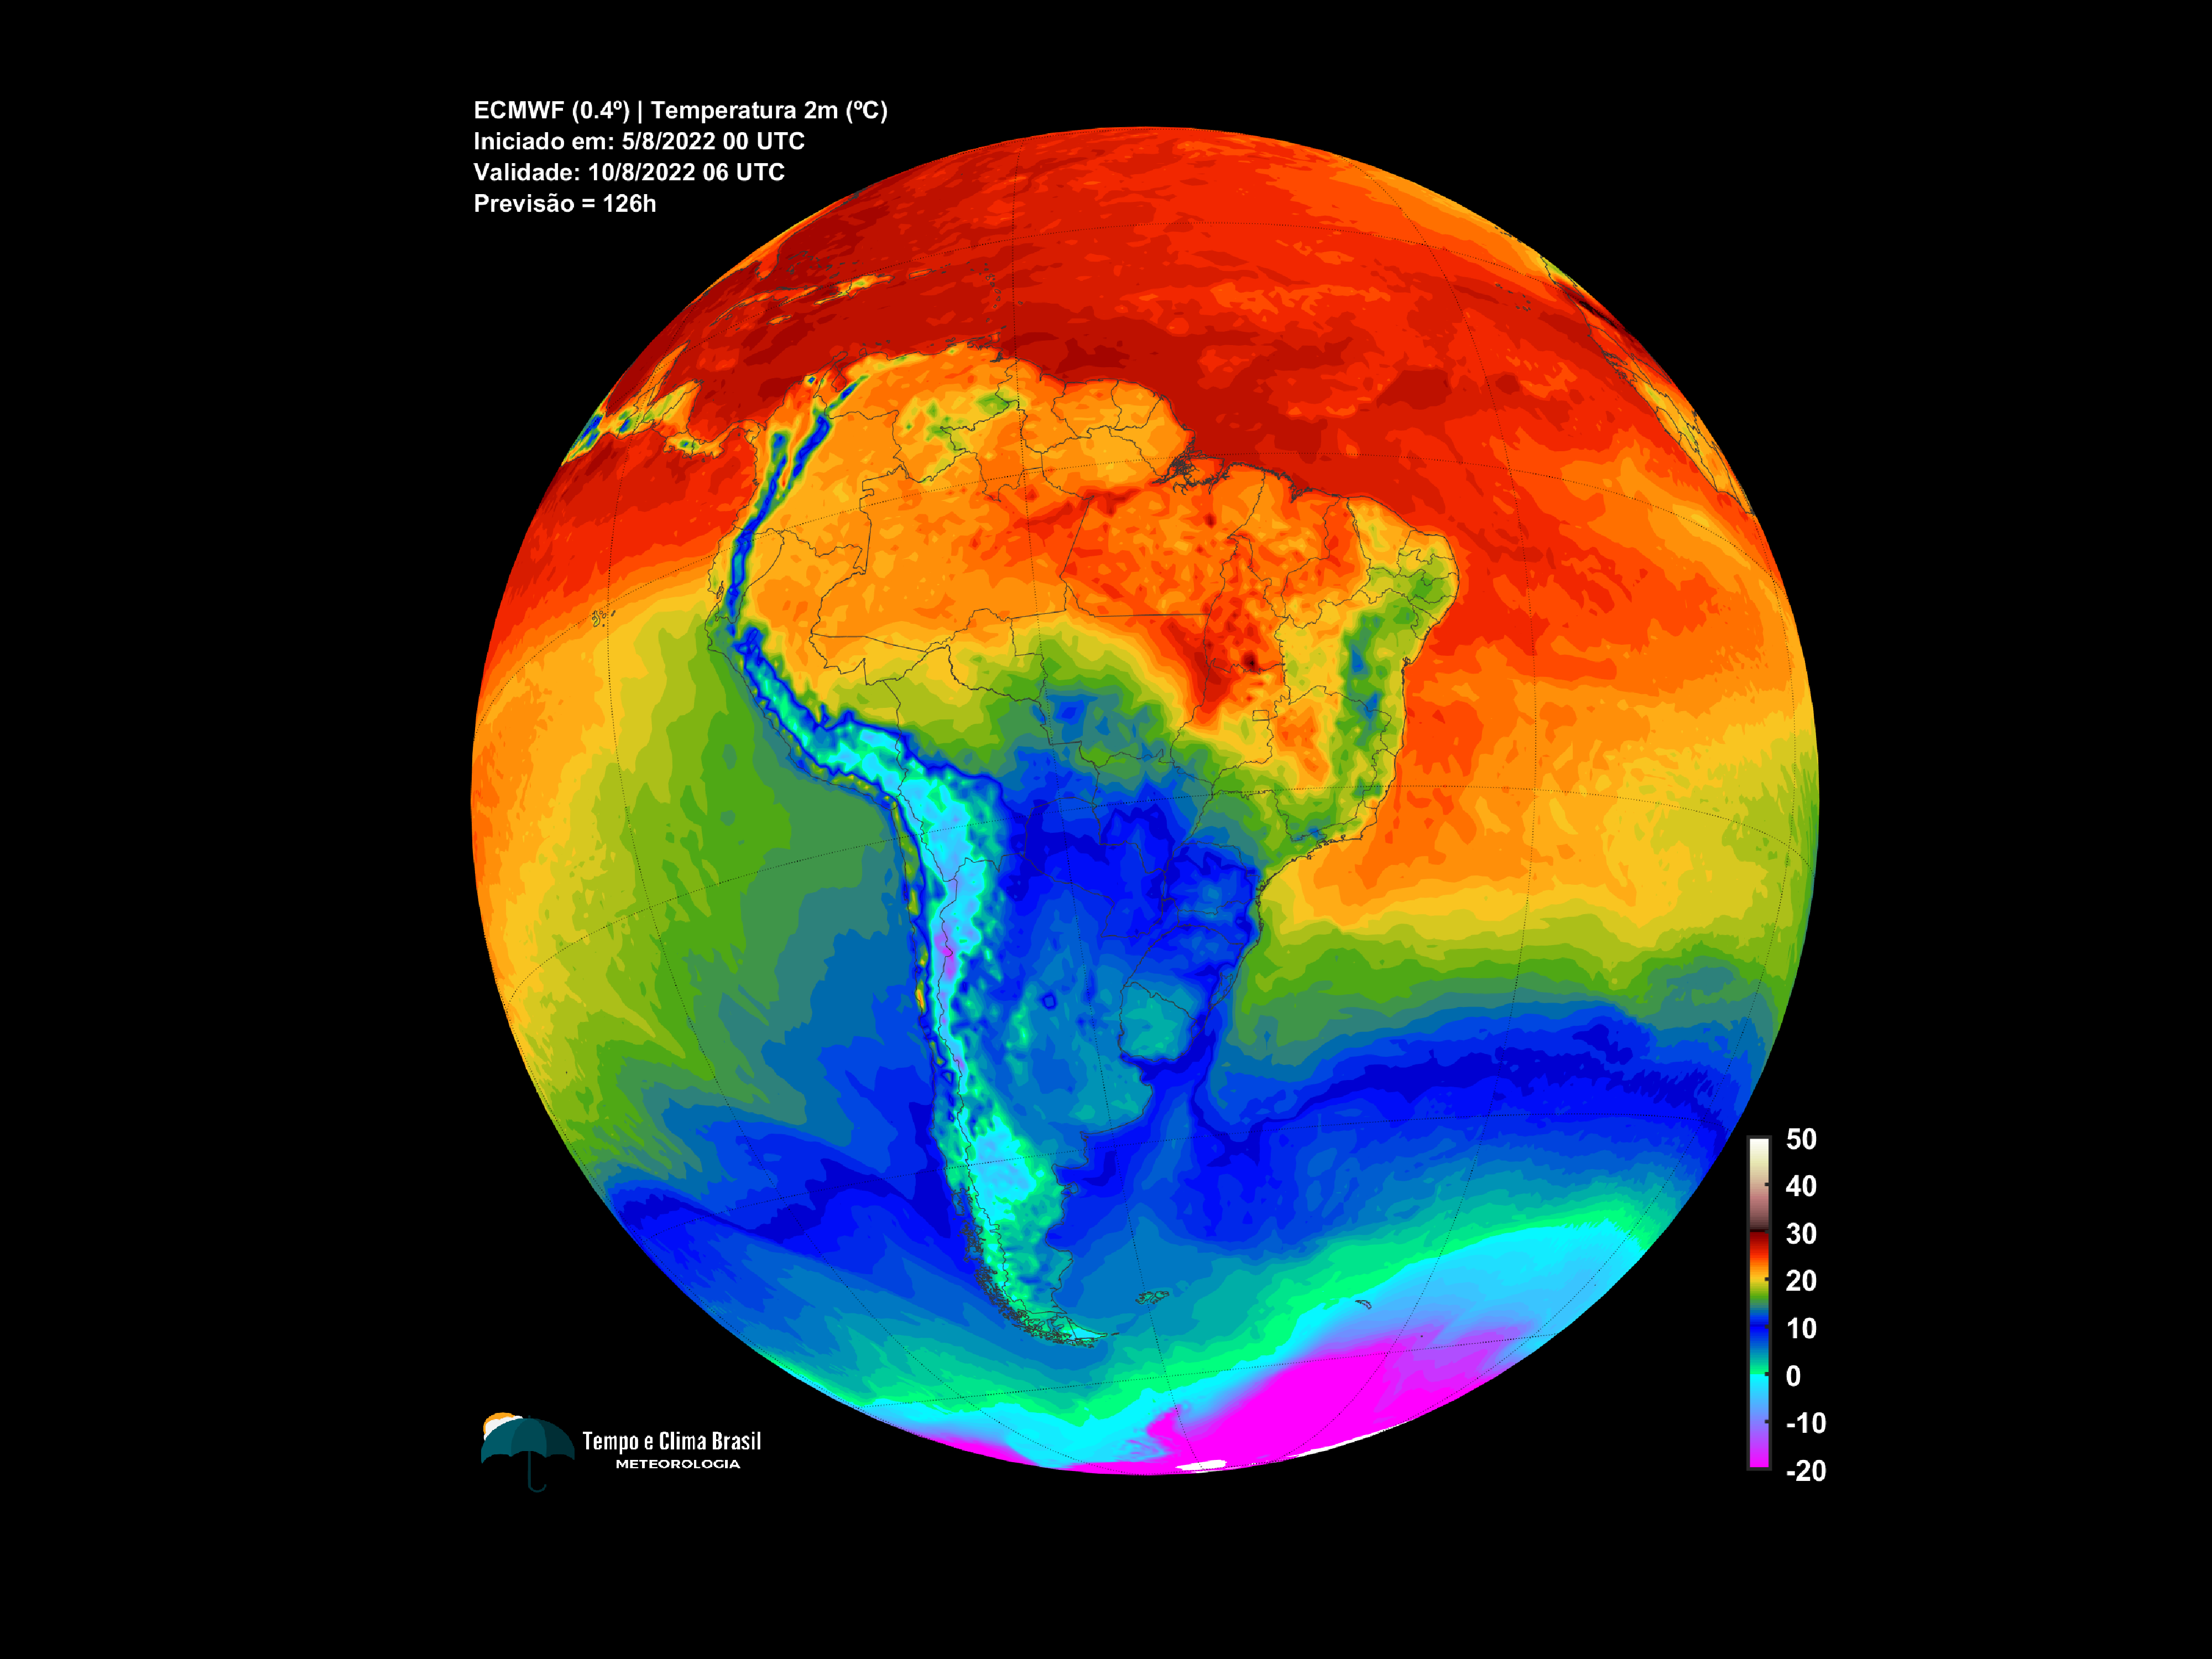 ECMWF (0.4º) | Temperatura 2m (ºC)
Iniciado em: 5/8/2022 00 UTC
Validade: 10/8/2022 06 UTC
Previsão = 126h
50
40
30
20
10
0
-10
-20
Tempo e Clima Brasil
METEOROLOGIA